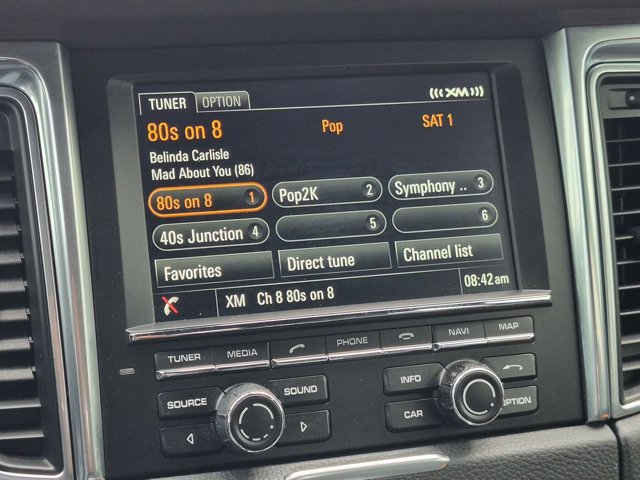 TUNER OPTION XM
80s on 8 Pop SAT 1
Belinda Carlisle
Mad About You (86)
80s on 8 1 Pop2K 2 Symphony .. 3
40s Junction 4 5 6
Favorites Direct tune Channel list
XM Ch 8 80s on 8 08:42 am
TUNER MEDIA PHONE NAVI MAP
SOURCE SOUND INFO
CAR OPTION